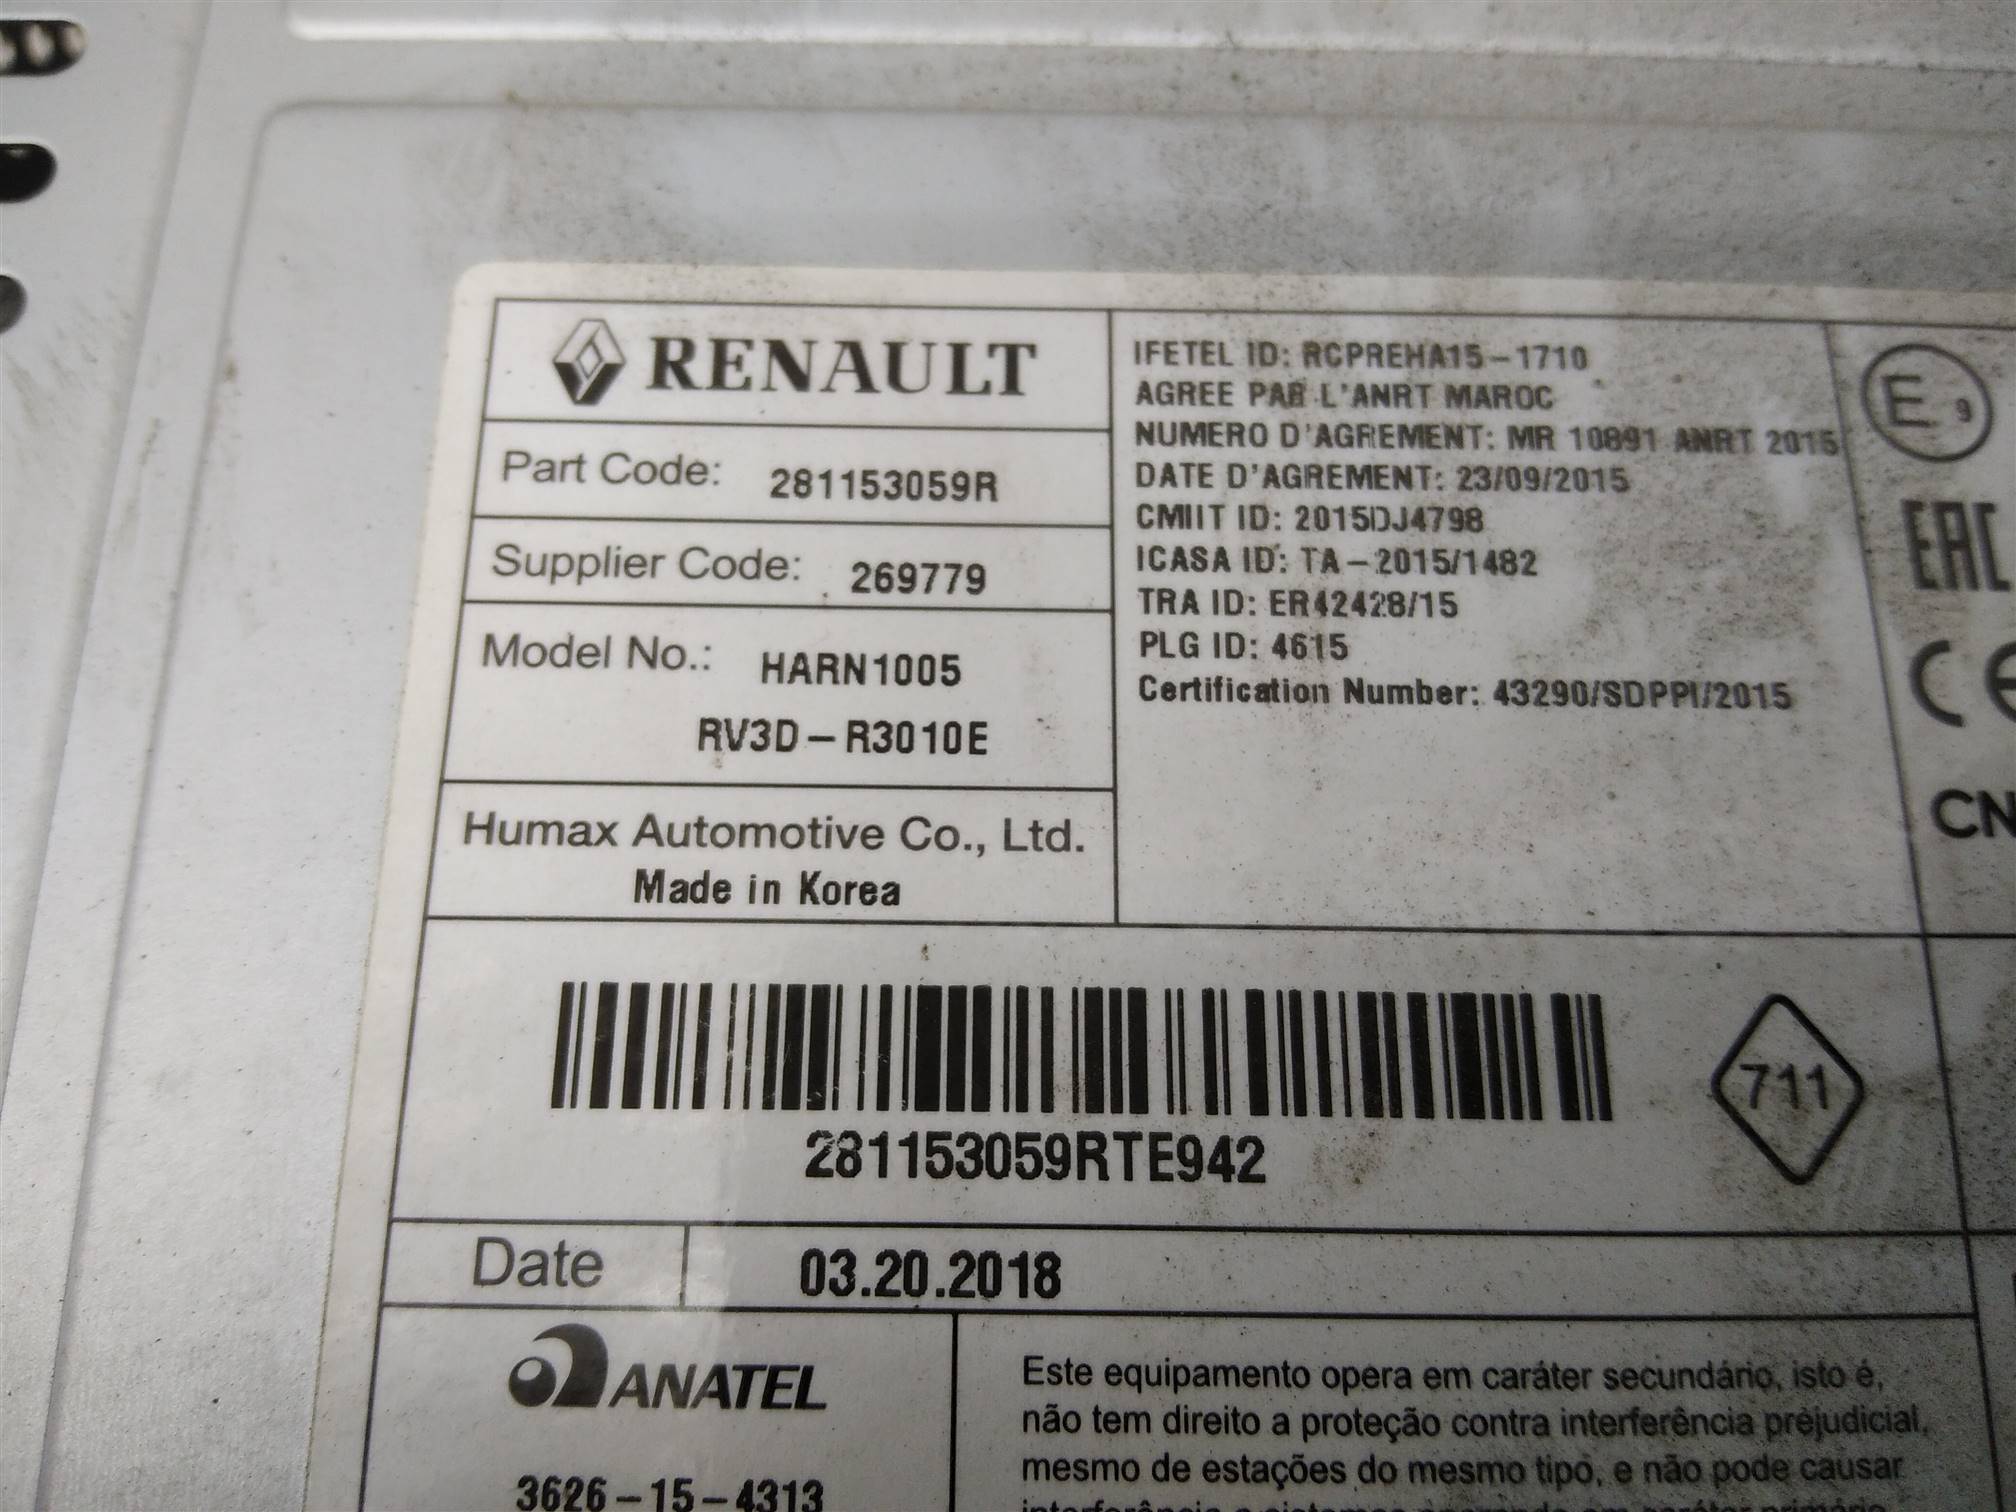 RENAULT
Part Code: 281153059R
Supplier Code: 269779
Model No.: HARN1005
RV3D-R3010E
Humax Automotive Co., Ltd.
Made in Korea
IFETEL ID: RCPREHA15-1710
AGREE PAR L'ANRT MAROC
NUMERO D'AGREMENT: MR 10891 ANRT 2015
DATE D'AGREMENT: 23/09/2015
CMIIT ID: 2015DJ4798
ICASA ID: TA-2015/1482
TRA ID: ER42428/15
PLG ID: 4615
Certification Number: 43290/SDPPI/2015
E9
EAC
CE
CN
281153059RTE942
711
Date 03.20.2018
ANATEL
3626-15-4313
Este equipamento opera em caráter secundário, isto é,
não tem direito a proteção contra interferência prejudicial,
mesmo de estações do mesmo tipo, e não pode causar